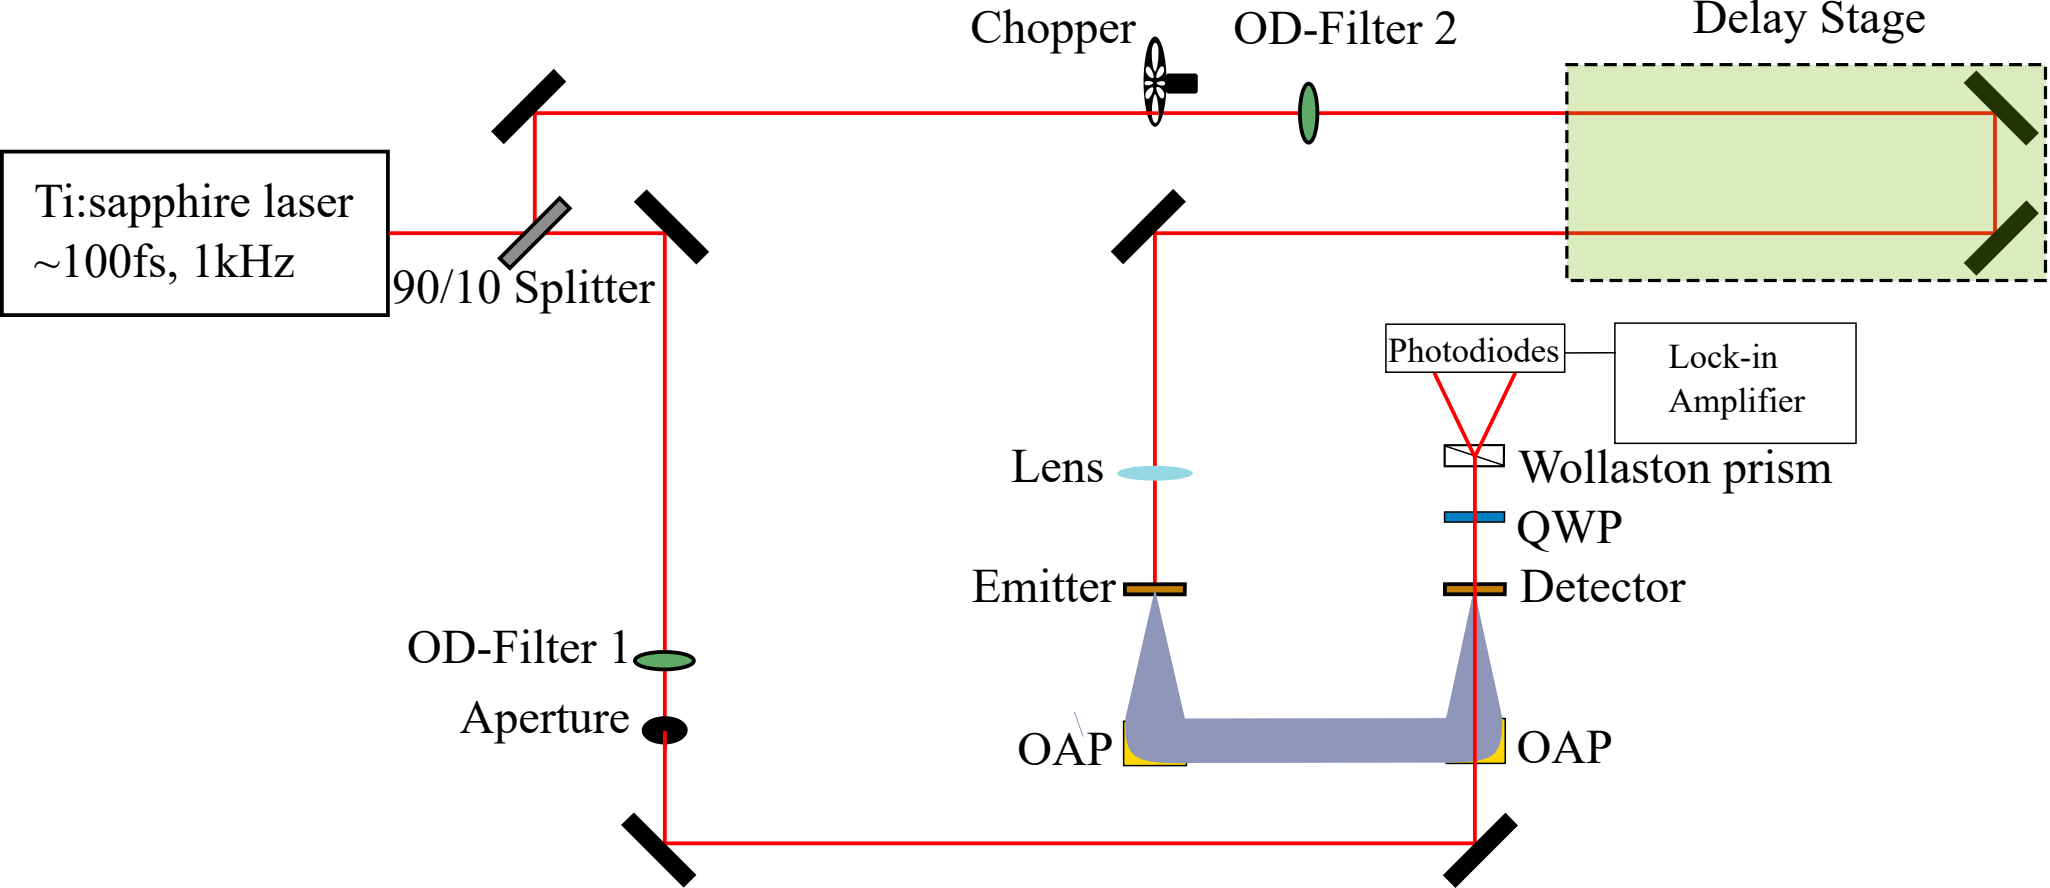 Delay Stage
Chopper
OD-Filter 2
Ti:sapphire laser
~100fs, 1kHz
90/10 Splitter
Photodiodes
Lock-in
Amplifier
Lens
Wollaston prism
QWP
Emitter
Detector
OD-Filter 1
Aperture
OAP
OAP